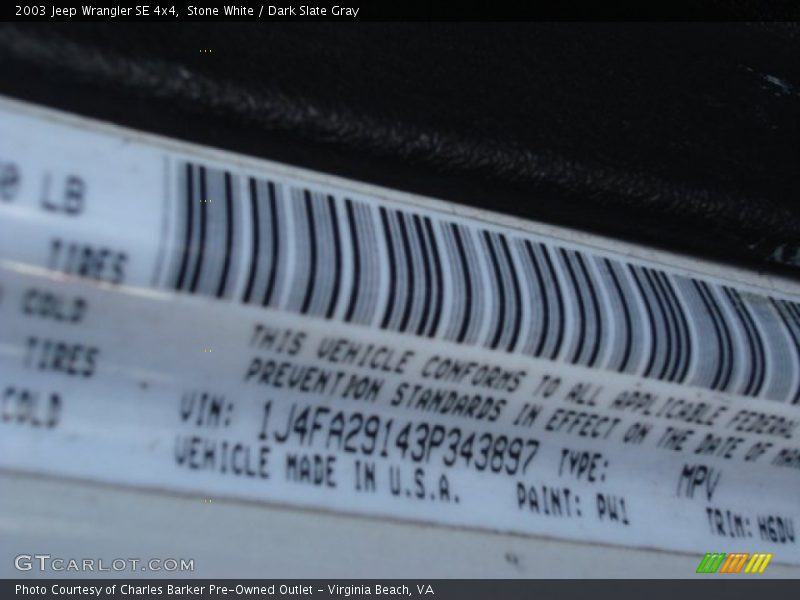 2003 Jeep Wrangler SE 4x4, Stone White / Dark Slate Gray
LB
TIRES
COLD
TIRES
COLD
THIS VEHICLE CONFORMS TO ALL APPLICABLE FEDERAL
PREVENTION STANDARDS IN EFFECT ON THE DATE OF
VIN: 1J4FA29143P343897 TYPE: MPV
VEHICLE MADE IN U.S.A. PAINT: PW1 TRIM: H6DV
GTCARLOT.COM
Photo Courtesy of Charles Barker Pre-Owned Outlet - Virginia Beach, VA